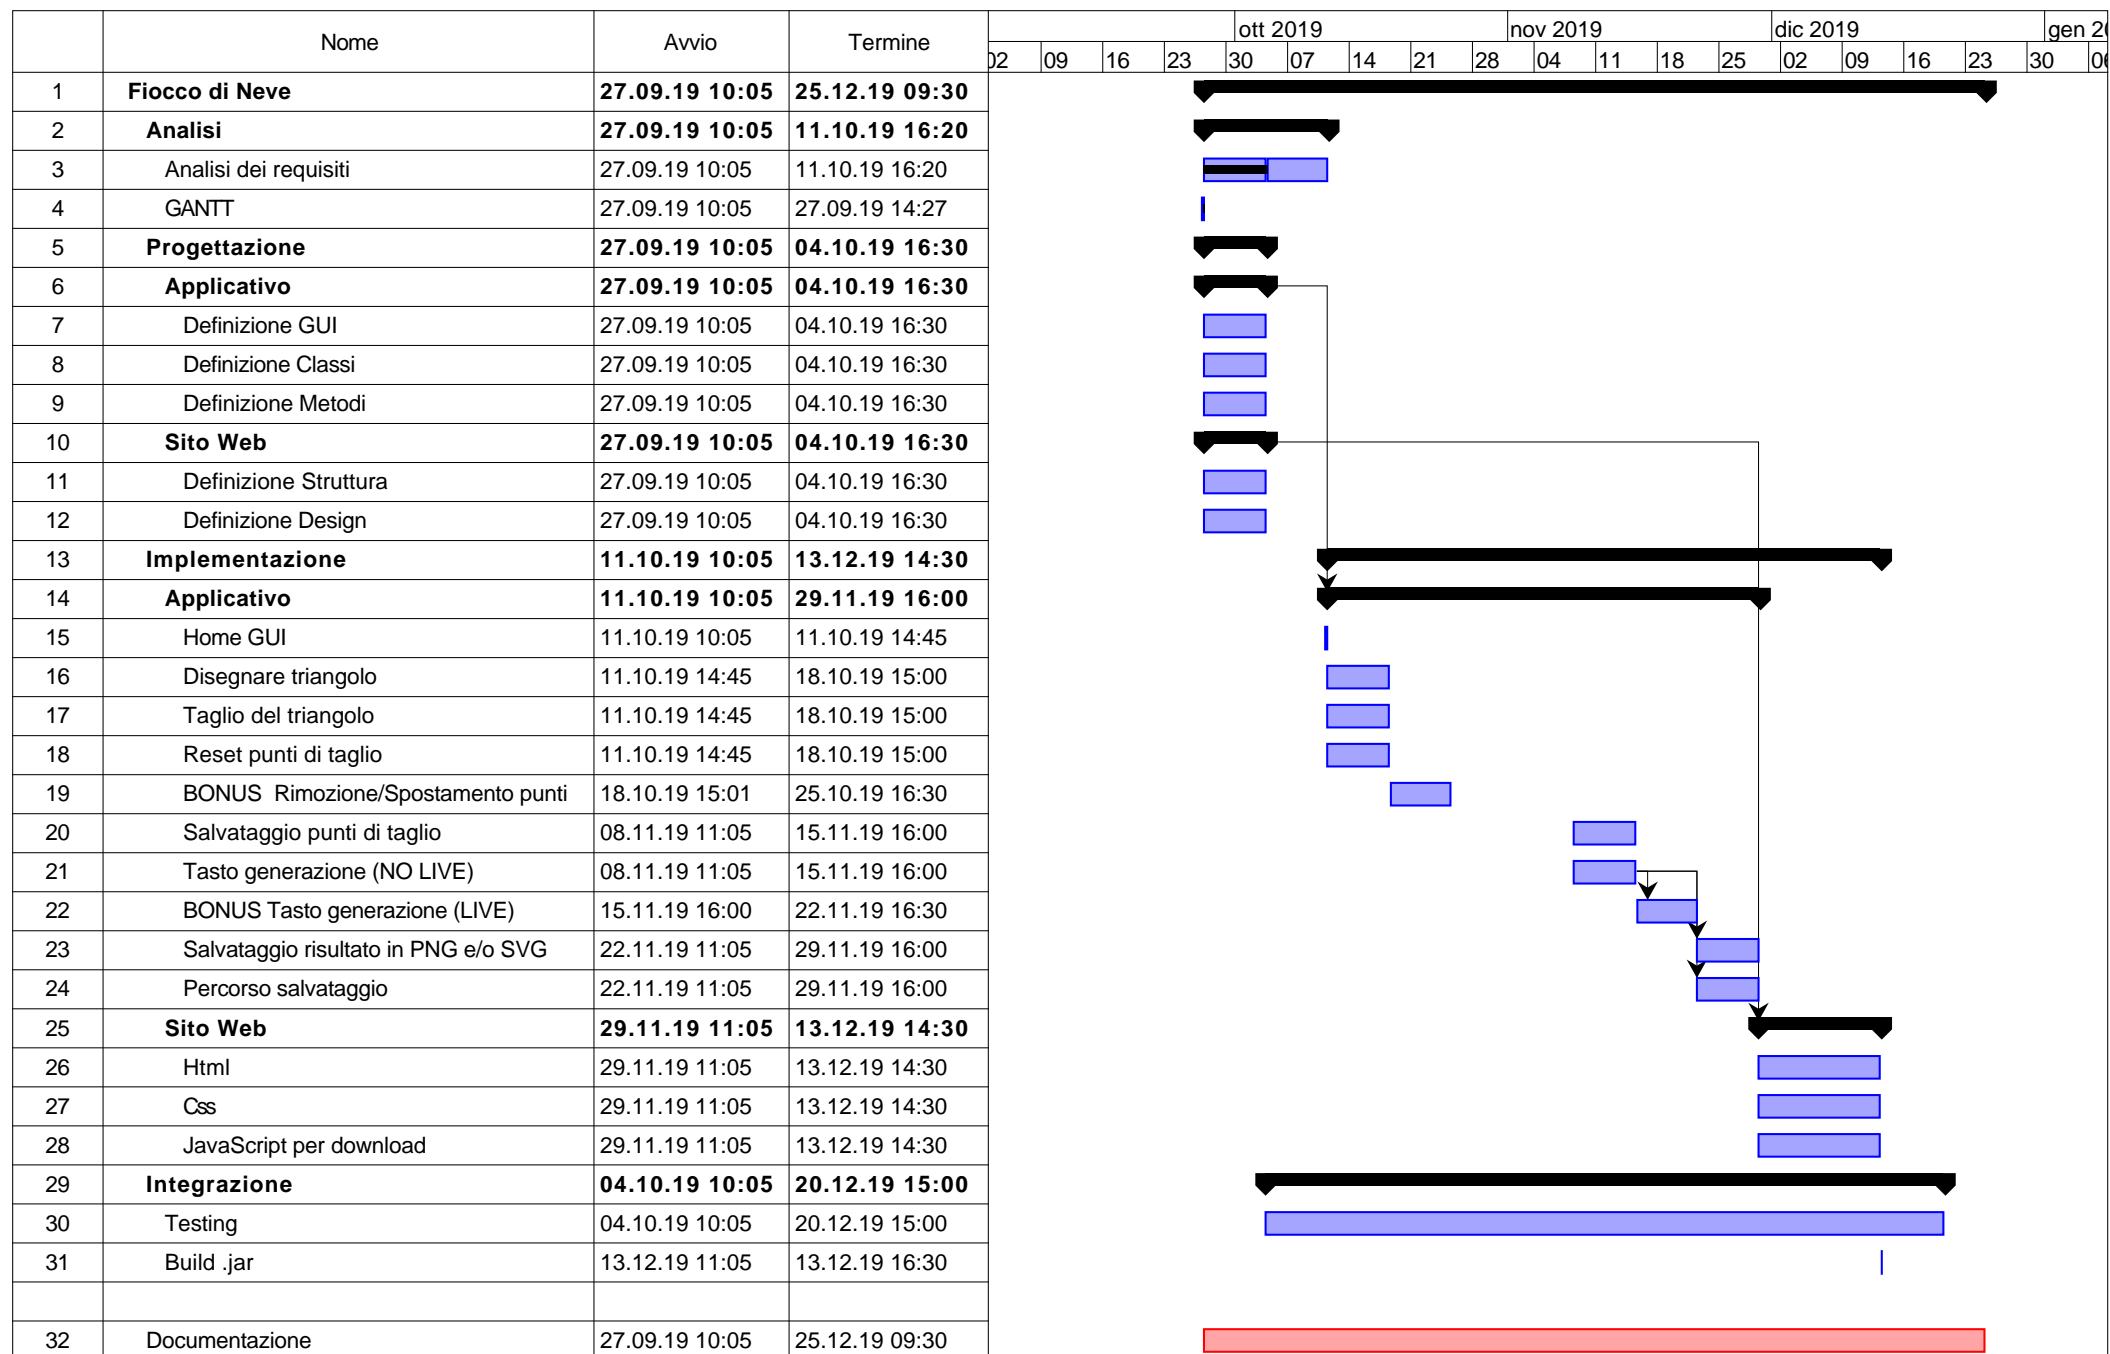 Nome Avvio Termine ott 2019 nov 2019 dic 2019 gen 20
02 09 16 23 30 07 14 21 28 04 11 18 25 02 09 16 23 30 06
1 Fiocco di Neve 27.09.19 10:05 25.12.19 09:30
2 Analisi 27.09.19 10:05 11.10.19 16:20
3 Analisi dei requisiti 27.09.19 10:05 11.10.19 16:20
4 GANTT 27.09.19 10:05 27.09.19 14:27
5 Progettazione 27.09.19 10:05 04.10.19 16:30
6 Applicativo 27.09.19 10:05 04.10.19 16:30
7 Definizione GUI 27.09.19 10:05 04.10.19 16:30
8 Definizione Classi 27.09.19 10:05 04.10.19 16:30
9 Definizione Metodi 27.09.19 10:05 04.10.19 16:30
10 Sito Web 27.09.19 10:05 04.10.19 16:30
11 Definizione Struttura 27.09.19 10:05 04.10.19 16:30
12 Definizione Design 27.09.19 10:05 04.10.19 16:30
13 Implementazione 11.10.19 10:05 13.12.19 14:30
14 Applicativo 11.10.19 10:05 29.11.19 16:00
15 Home GUI 11.10.19 10:05 11.10.19 14:45
16 Disegnare triangolo 11.10.19 14:45 18.10.19 15:00
17 Taglio del triangolo 11.10.19 14:45 18.10.19 15:00
18 Reset punti di taglio 11.10.19 14:45 18.10.19 15:00
19 BONUS Rimozione/Spostamento punti 18.10.19 15:01 25.10.19 16:30
20 Salvataggio punti di taglio 08.11.19 11:05 15.11.19 16:00
21 Tasto generazione (NO LIVE) 08.11.19 11:05 15.11.19 16:00
22 BONUS Tasto generazione (LIVE) 15.11.19 16:00 22.11.19 16:30
23 Salvataggio risultato in PNG e/o SVG 22.11.19 11:05 29.11.19 16:00
24 Percorso salvataggio 22.11.19 11:05 29.11.19 16:00
25 Sito Web 29.11.19 11:05 13.12.19 14:30
26 Html 29.11.19 11:05 13.12.19 14:30
27 Css 29.11.19 11:05 13.12.19 14:30
28 JavaScript per download 29.11.19 11:05 13.12.19 14:30
29 Integrazione 04.10.19 10:05 20.12.19 15:00
30 Testing 04.10.19 10:05 20.12.19 15:00
31 Build .jar 13.12.19 11:05 13.12.19 16:30
32 Documentazione 27.09.19 10:05 25.12.19 09:30